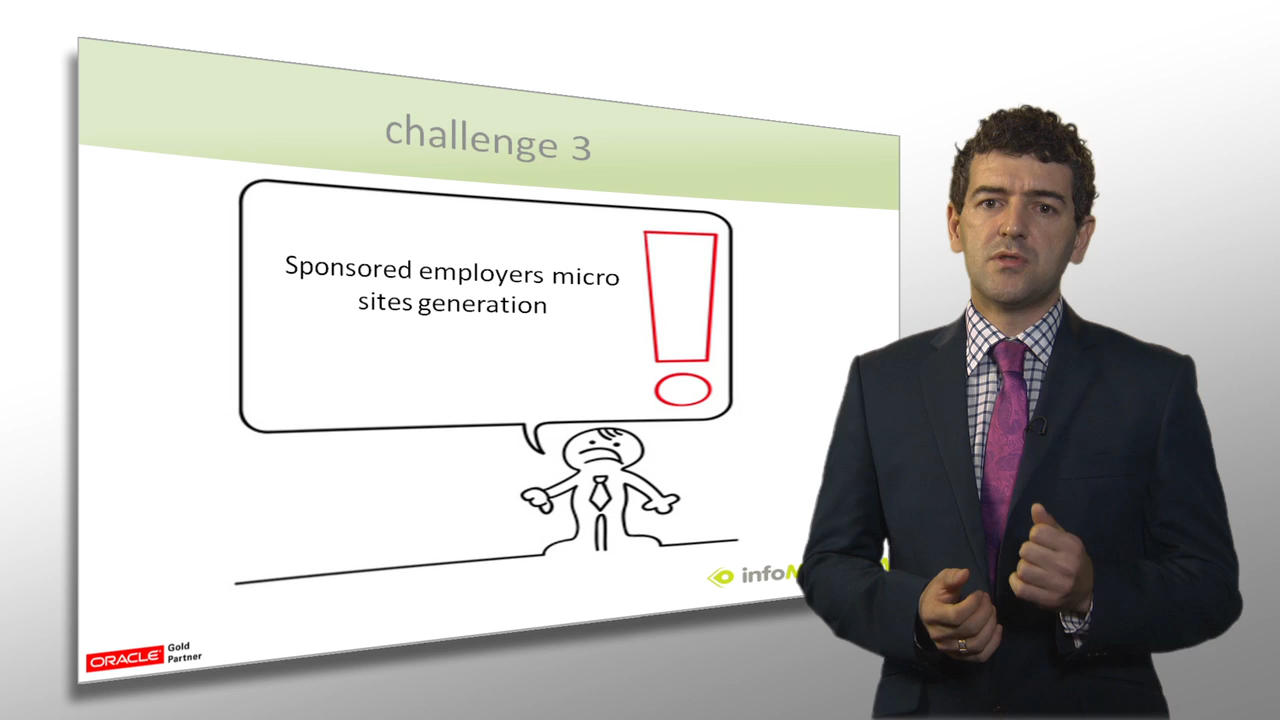 challenge 3
Sponsored employers micro
sites generation
info
ORACLE
Gold
Partner